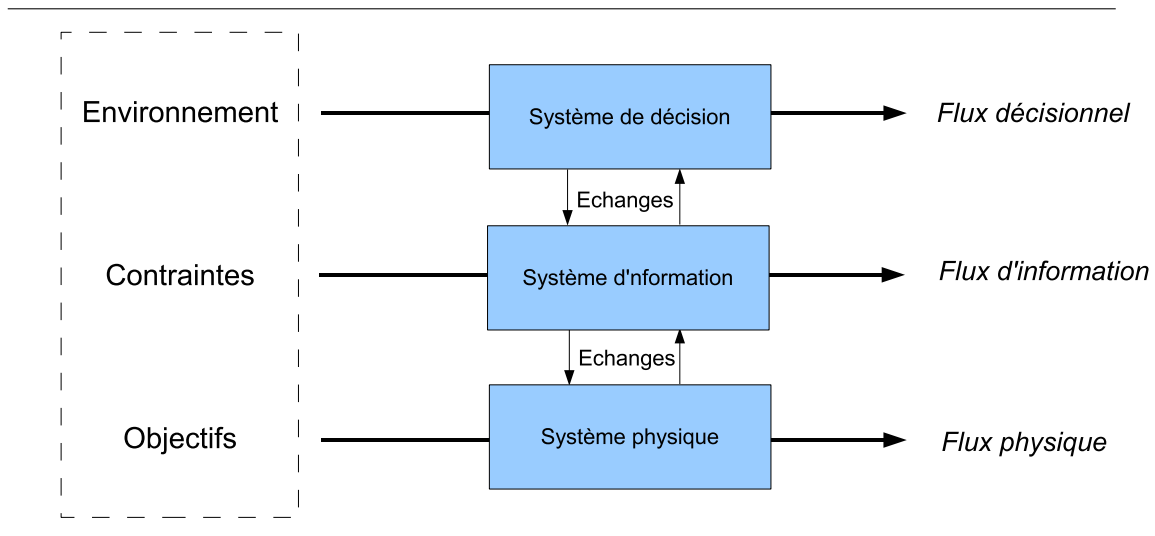 Environnement
Système de décision
Flux décisionnel
Echanges
Contraintes
Système d'nformation
Flux d'information
Echanges
Objectifs
Système physique
Flux physique